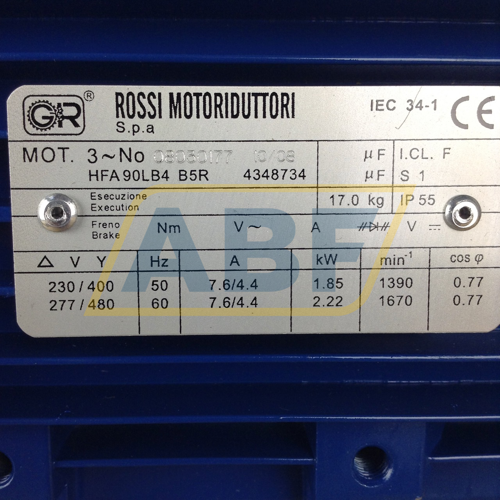 GR ® ROSSI MOTORIDUTTORI IEC 34-1 CE
S.p.a
MOT. 3~No 08050177 10/08 μF I.CL. F
HFA90LB4 B5R 4348734 μF S 1
Esecuzione
Execution 17.0 kg IP 55
Freno
Brake Nm V~ A V⎓
Δ V Y Hz A kW min⁻¹ cos φ
230/400 50 7.6/4.4 1.85 1390 0.77
277/480 60 7.6/4.4 2.22 1670 0.77
ABF